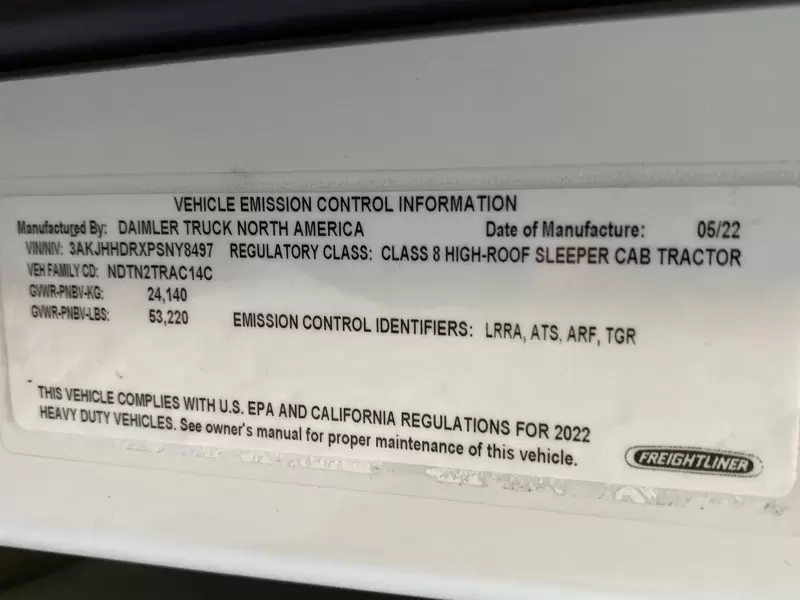 VEHICLE EMISSION CONTROL INFORMATION
Manufactured By: DAIMLER TRUCK NORTH AMERICA Date of Manufacture: 05/22
VIN/NIV: 3AKJHHDRXPSNY8497 REGULATORY CLASS: CLASS 8 HIGH-ROOF SLEEPER CAB TRACTOR
VEH FAMILY CD: NDTN2TRAC14C
GVWR-PNBV-KG: 24,140
GVWR-PNBV-LBS: 53,220 EMISSION CONTROL IDENTIFIERS: LRRA, ATS, ARF, TGR
THIS VEHICLE COMPLIES WITH U.S. EPA AND CALIFORNIA REGULATIONS FOR 2022
HEAVY DUTY VEHICLES. See owner's manual for proper maintenance of this vehicle.
FREIGHTLINER